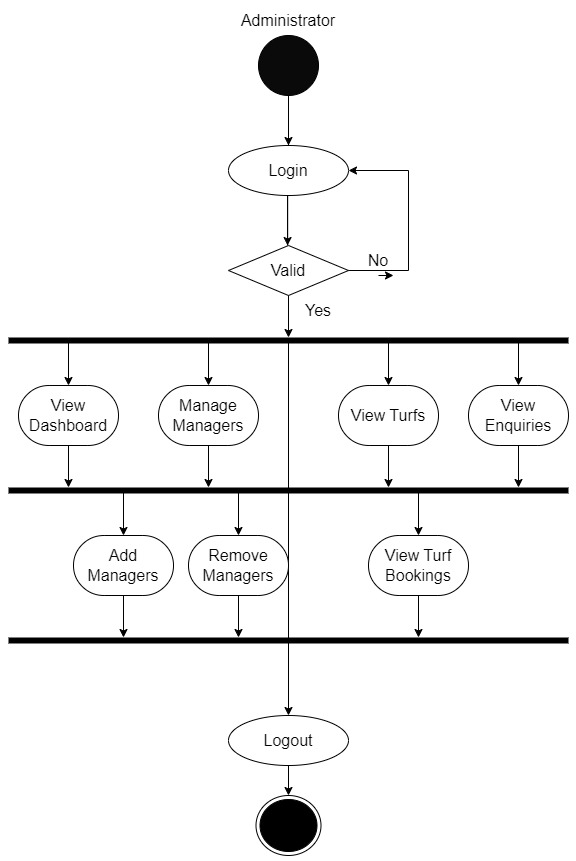 Administrator
Login
Valid
No
Yes
View
Dashboard
Manage
Managers
View Turfs
View
Enquiries
Add
Managers
Remove
Managers
View Turf
Bookings
Logout